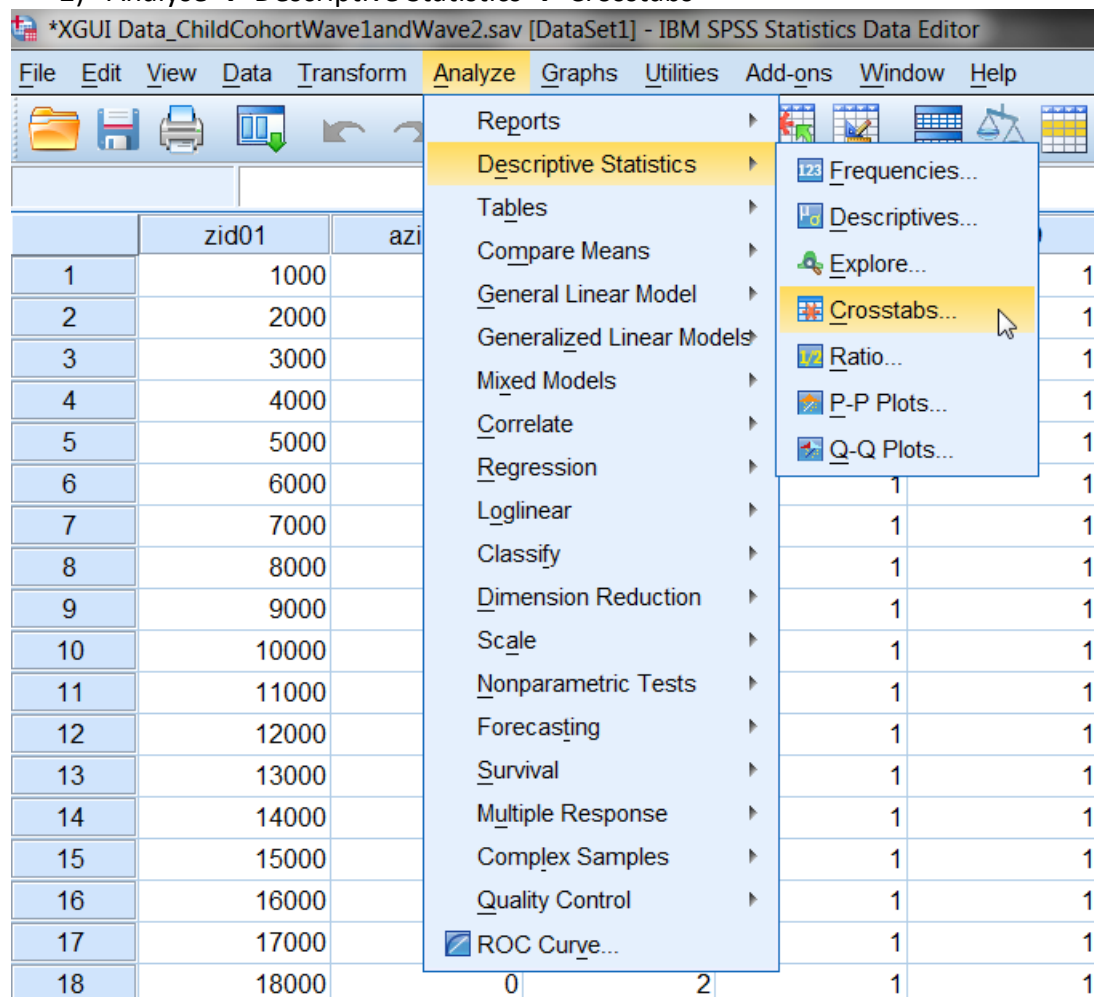 *XGUI Data_ChildCohortWave1andWave2.sav [DataSet1] - IBM SPSS Statistics Data Editor
File Edit View Data Transform Analyze Graphs Utilities Add-ons Window Help
Reports
Descriptive Statistics
Tables
Compare Means
General Linear Model
Generalized Linear Models
Mixed Models
Correlate
Regression
Loglinear
Classify
Dimension Reduction
Scale
Nonparametric Tests
Forecasting
Survival
Multiple Response
Complex Samples
Quality Control
ROC Curve...
123 Frequencies...
Descriptives...
Explore...
Crosstabs...
1/2 Ratio...
P-P Plots...
Q-Q Plots...
zid01 azi
1 1000 1
2 2000 1
3 3000 1
4 4000 1
5 5000 1
6 6000 1 1
7 7000 1 1
8 8000 1 1
9 9000 1 1
10 10000 1 1
11 11000 1 1
12 12000 1 1
13 13000 1 1
14 14000 1 1
15 15000 1 1
16 16000 1 1
17 17000 1 1
18 18000 0 2 1 1